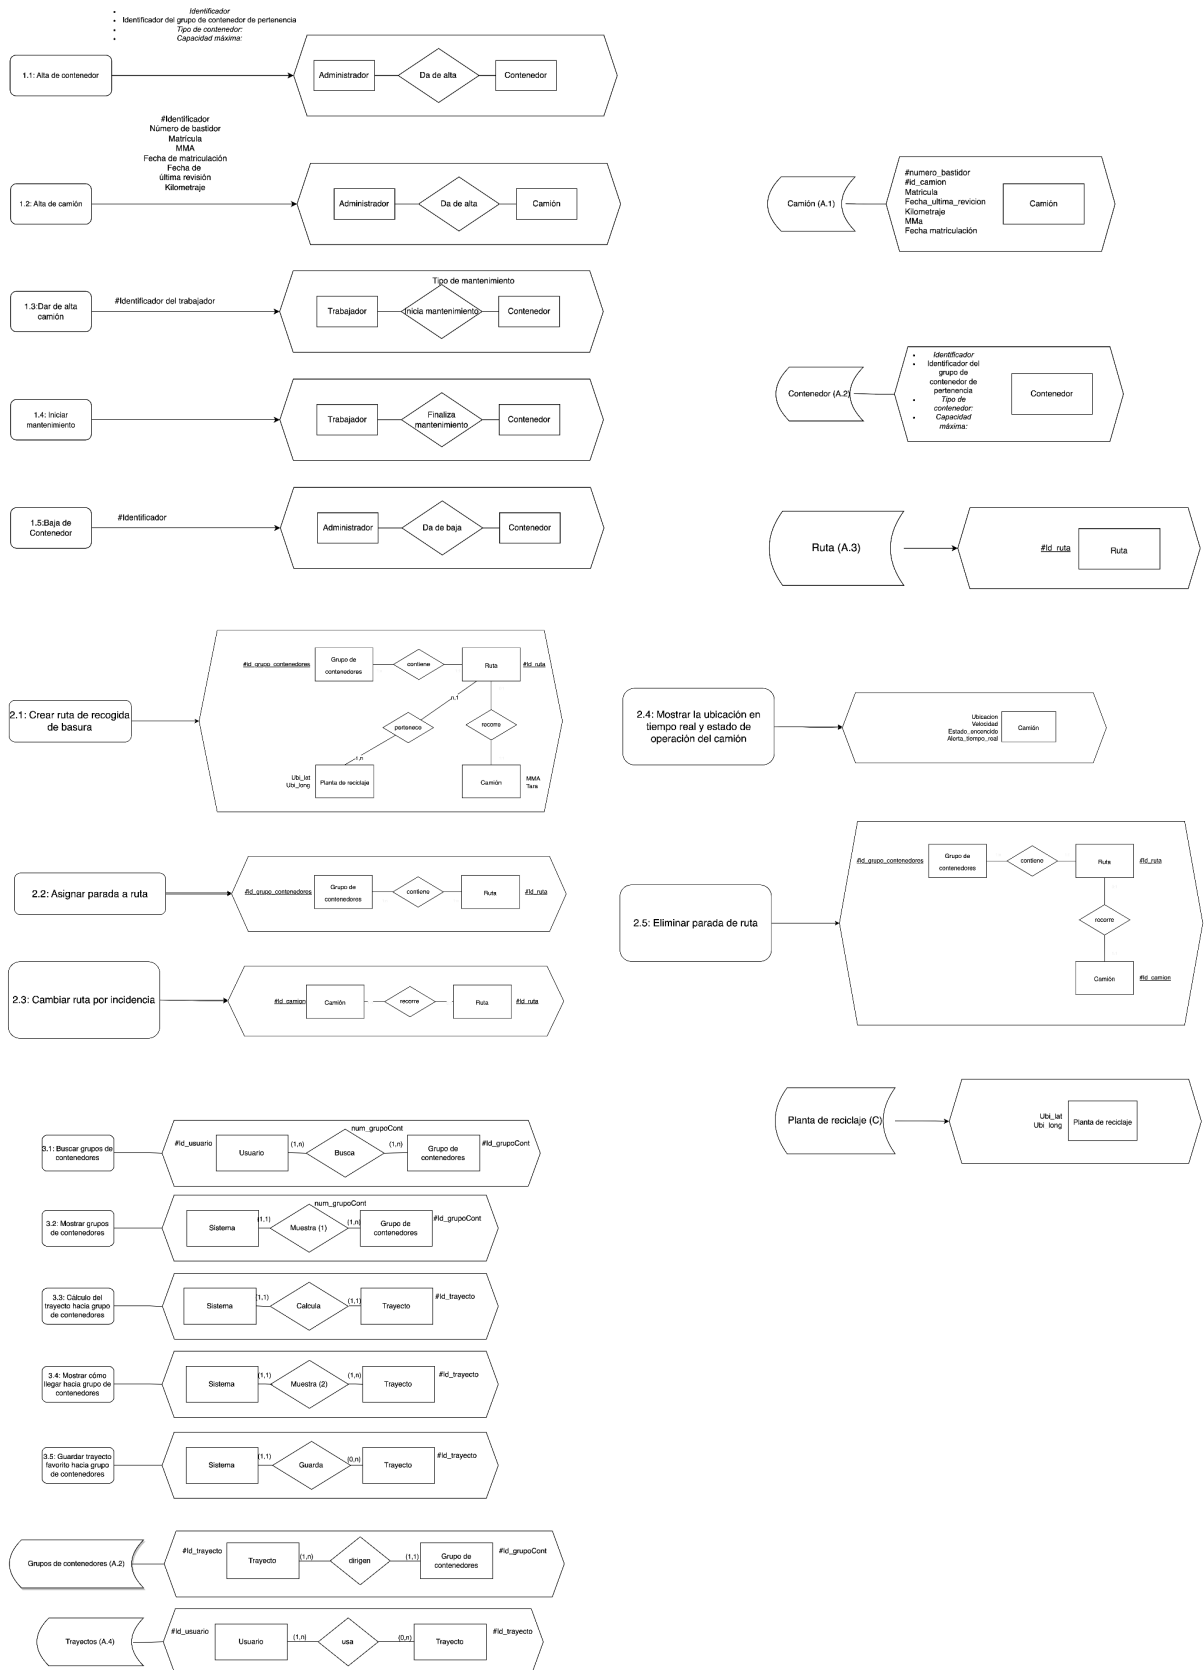 • Identificador
• Identificador del grupo de contenedor de pertenencia
• Tipo de contenedor:
• Capacidad máxima:
1.1: Alta de contenedor
Administrador
Da de alta
Contenedor
#Identificador
Número de bastidor
Matrícula
MMA
Fecha de matriculación
Fecha de
última revisión
Kilometraje
1.2: Alta de camión
Administrador
Da de alta
Camión
Camión (A.1)
#numero_bastidor
#id_camion
Matrícula
Fecha_ultima_revicion
Kilometraje
MMa
Fecha matriculación
Camión
1.3:Dar de alta
camión
#Identificador del trabajador
Tipo de mantenimiento
Trabajador
Inicia mantenimiento
Contenedor
Contenedor (A.2)
• Identificador
• Identificador del
grupo de
contenedor de
pertenencia
• Tipo de
contenedor:
• Capacidad
máxima:
Contenedor
1.4: Iniciar
mantenimiento
Trabajador
Finaliza
mantenimiento
Contenedor
1.5:Baja de
Contenedor
#Identificador
Administrador
Da de baja
Contenedor
Ruta (A.3)
#Id_ruta
Ruta
2.1: Crear ruta de recogida
de basura
#id_grupo_contenedores
Grupo de
contenedores
contiene
Ruta
#Id_ruta
n,1
pertenece
recorre
1,n
Ubi_lat
Ubi_long
Planta de reciclaje
Camión
MMA
Tara
2.4: Mostrar la ubicación en
tiempo real y estado de
operación del camión
Ubicacion
Velocidad
Estado_encendido
Alerta_tiempo_real
Camión
2.2: Asignar parada a ruta
#id_grupo_contenedores
Grupo de
contenedores
contiene
Ruta
#Id_ruta
2.5: Eliminar parada de ruta
#id_grupo_contenedores
Grupo de
contenedores
contiene
Ruta
#Id_ruta
recorre
Camión
#Id_camion
2.3: Cambiar ruta por incidencia
#Id_camion
Camión
recorre
Ruta
#Id_ruta
Planta de reciclaje (C)
Ubi_lat
Ubi_long
Planta de reciclaje
3.1: Buscar grupos de
contenedores
#Id_usuario
Usuario
(1,n)
num_grupoCont
Busca
(1,n)
Grupo de
contenedores
#Id_grupoCont
3.2: Mostrar grupos
de contenedores
Sistema
(1,1)
num_grupoCont
Muestra (1)
(1,n)
Grupo de
contenedores
#Id_grupoCont
3.3: Cálculo del
trayecto hacia grupo
de contenedores
Sistema
(1,1)
Calcula
(1,1)
Trayecto
#Id_trayecto
3.4: Mostrar cómo
llegar hacia grupo de
contenedores
Sistema
(1,1)
Muestra (2)
(1,n)
Trayecto
#Id_trayecto
3.5: Guardar trayecto
favorito hacia grupo
de contenedores
Sistema
(1,1)
Guarda
(0,n)
Trayecto
#Id_trayecto
Grupos de contenedores (A.2)
#Id_trayecto
Trayecto
(1,n)
dirigen
(1,1)
Grupo de
contenedores
#Id_grupoCont
Trayectos (A.4)
#Id_usuario
Usuario
(1,n)
usa
(0,n)
Trayecto
#Id_trayecto